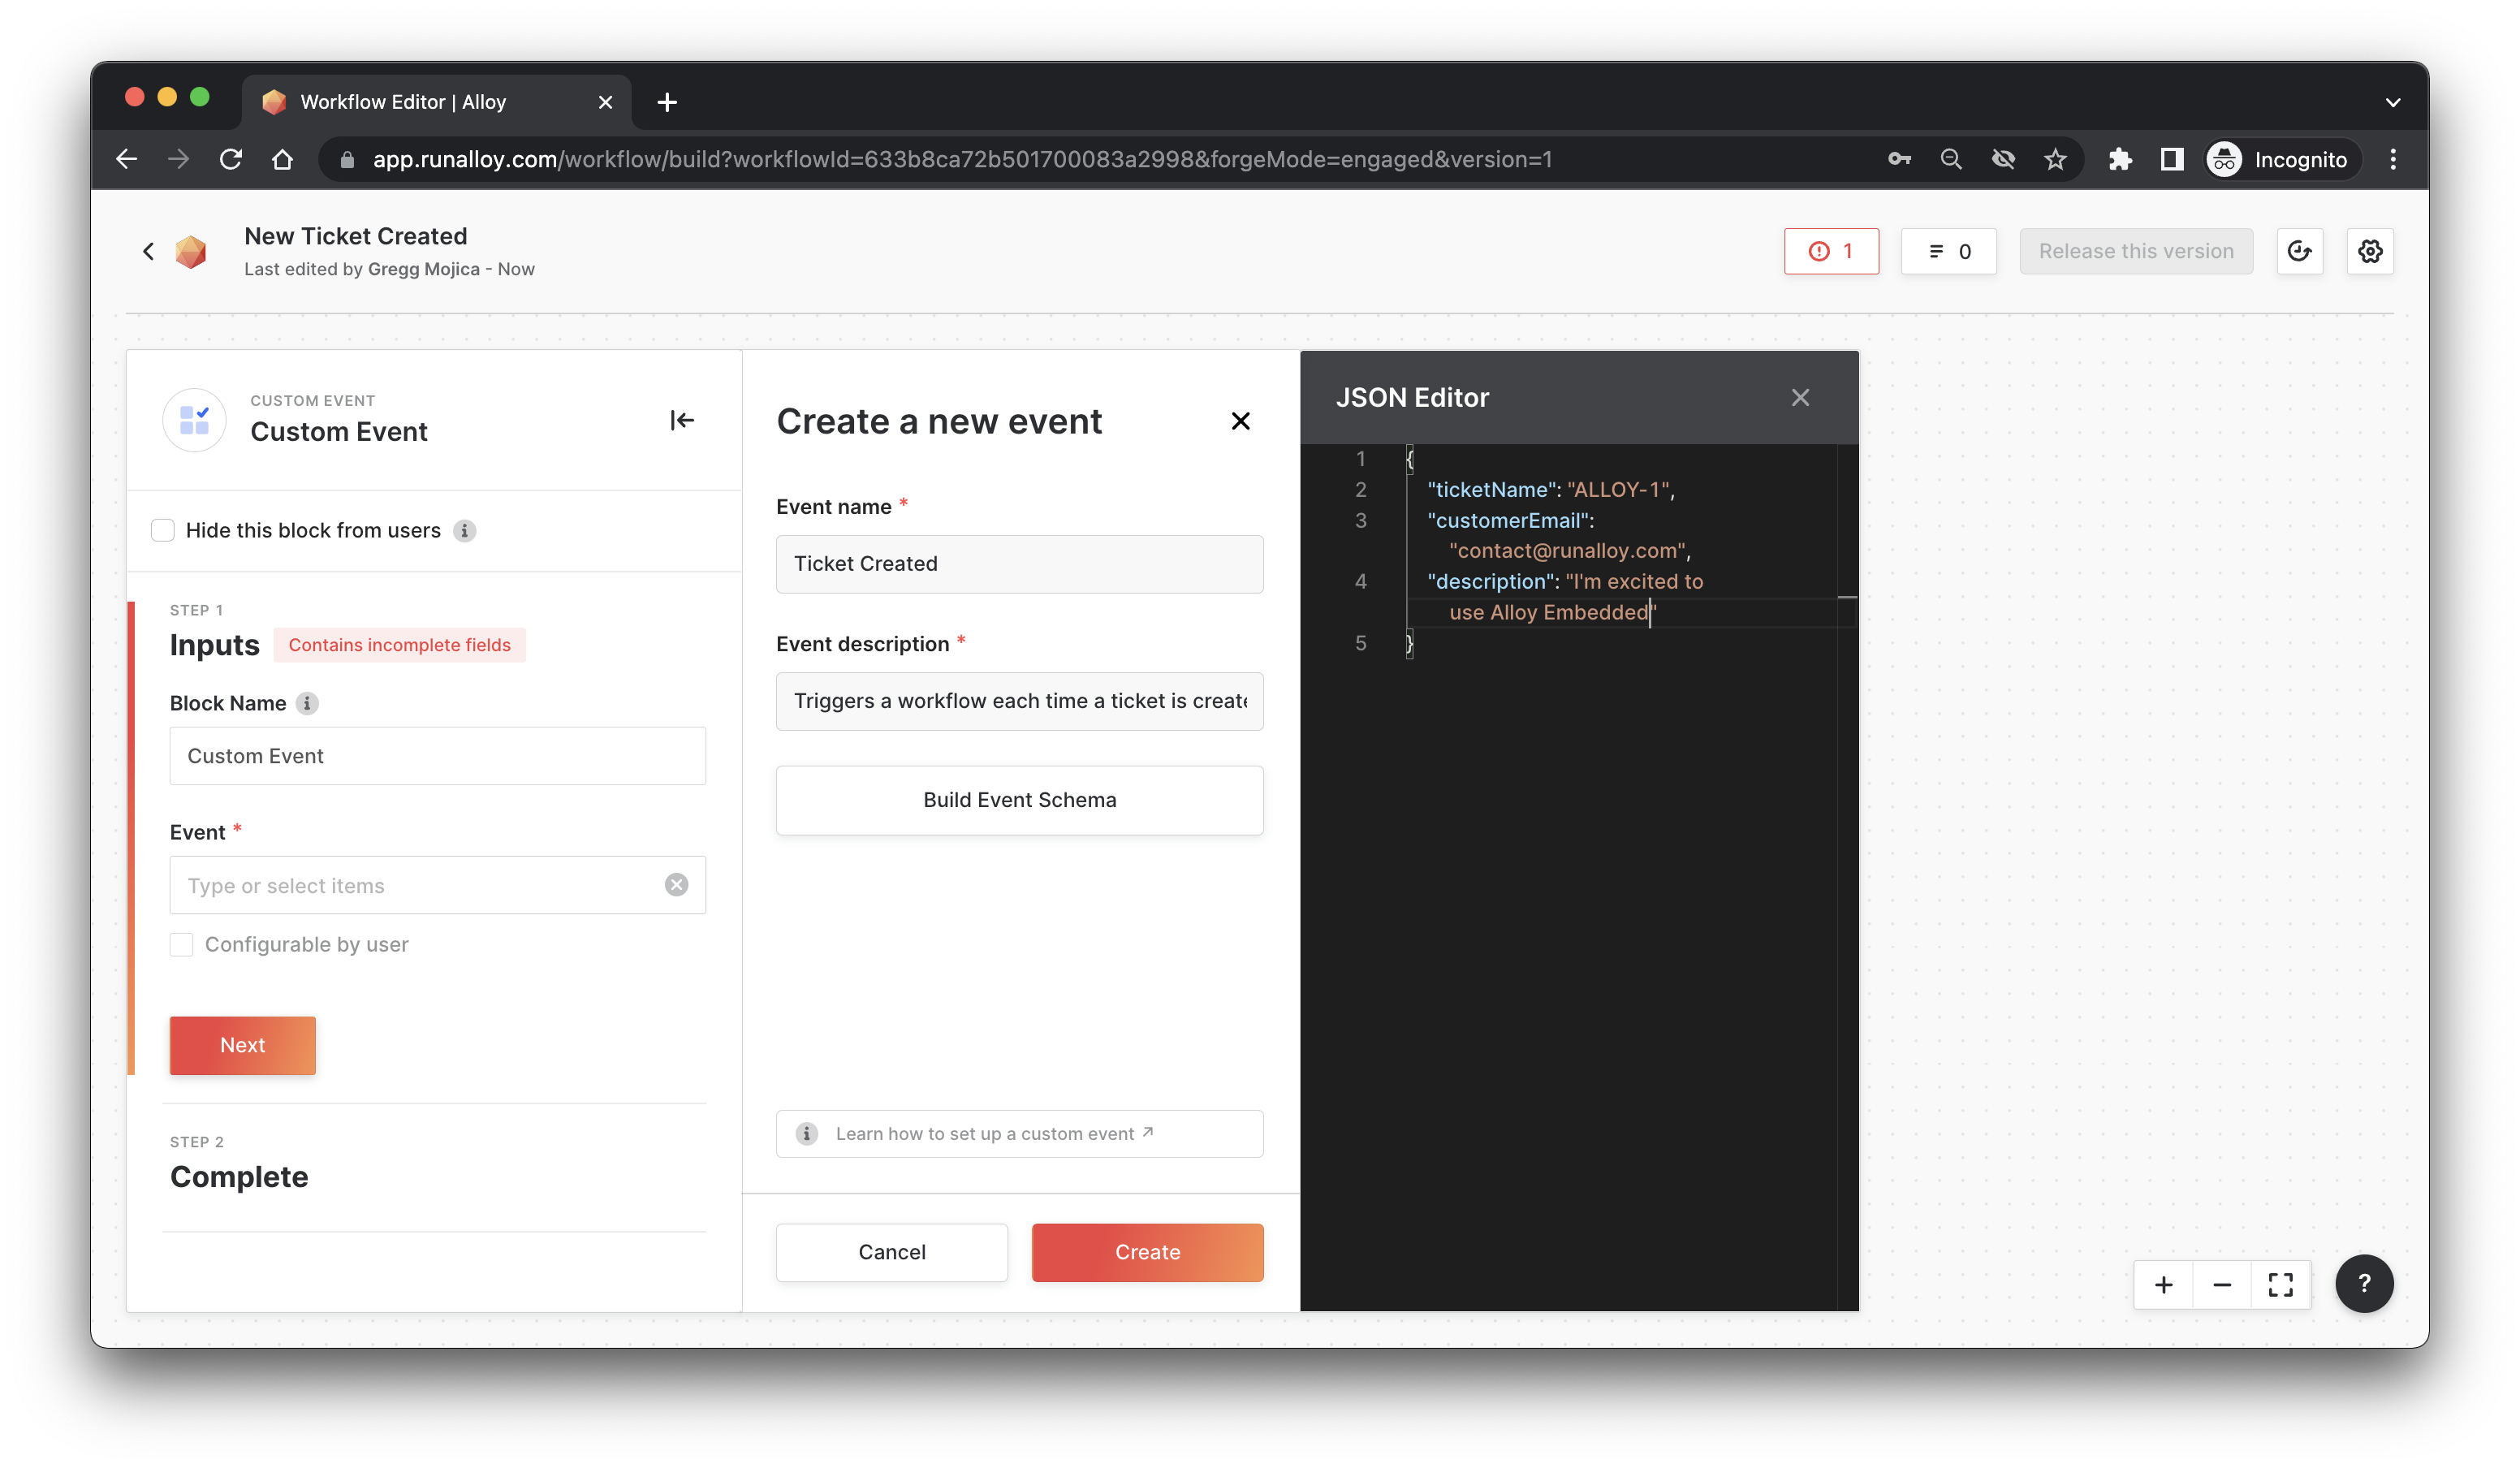 Workflow Editor | Alloy
app.runalloy.com/workflow/build?workflowId=633b8ca72b501700083a2998&forgeMode=engaged&version=1
Incognito
New Ticket Created
Last edited by Gregg Mojica - Now
1
0
Release this version
CUSTOM EVENT
Custom Event
Hide this block from users
STEP 1
Inputs
Contains incomplete fields
Block Name
Custom Event
Event *
Type or select items
Configurable by user
Next
STEP 2
Complete
Create a new event
Event name *
Ticket Created
Event description *
Triggers a workflow each time a ticket is create
Build Event Schema
Learn how to set up a custom event ↗
Cancel
Create
JSON Editor
1 {
2 "ticketName": "ALLOY-1",
3 "customerEmail":
"contact@runalloy.com",
4 "description": "I'm excited to
use Alloy Embedded"
5 }
?